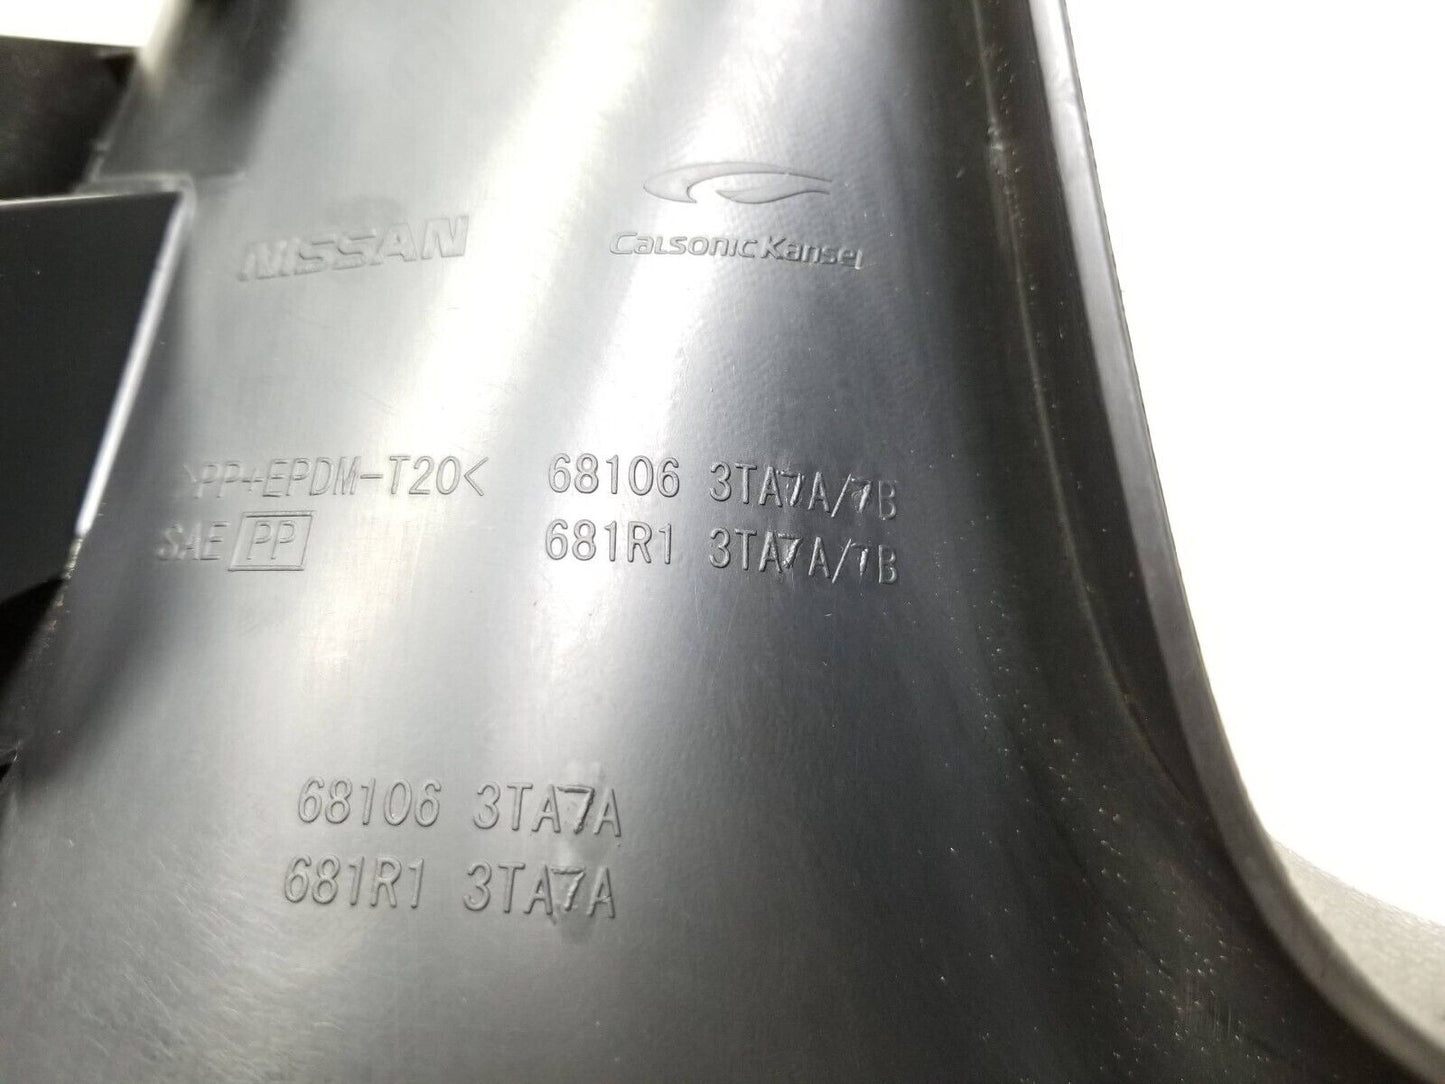 NISSAN
CalsonicKansei
>PP+EPDM-T20<
SAE PP
68106 3TA7A/7B
681R1 3TA7A/7B
68106 3TA7A
681R1 3TA7A